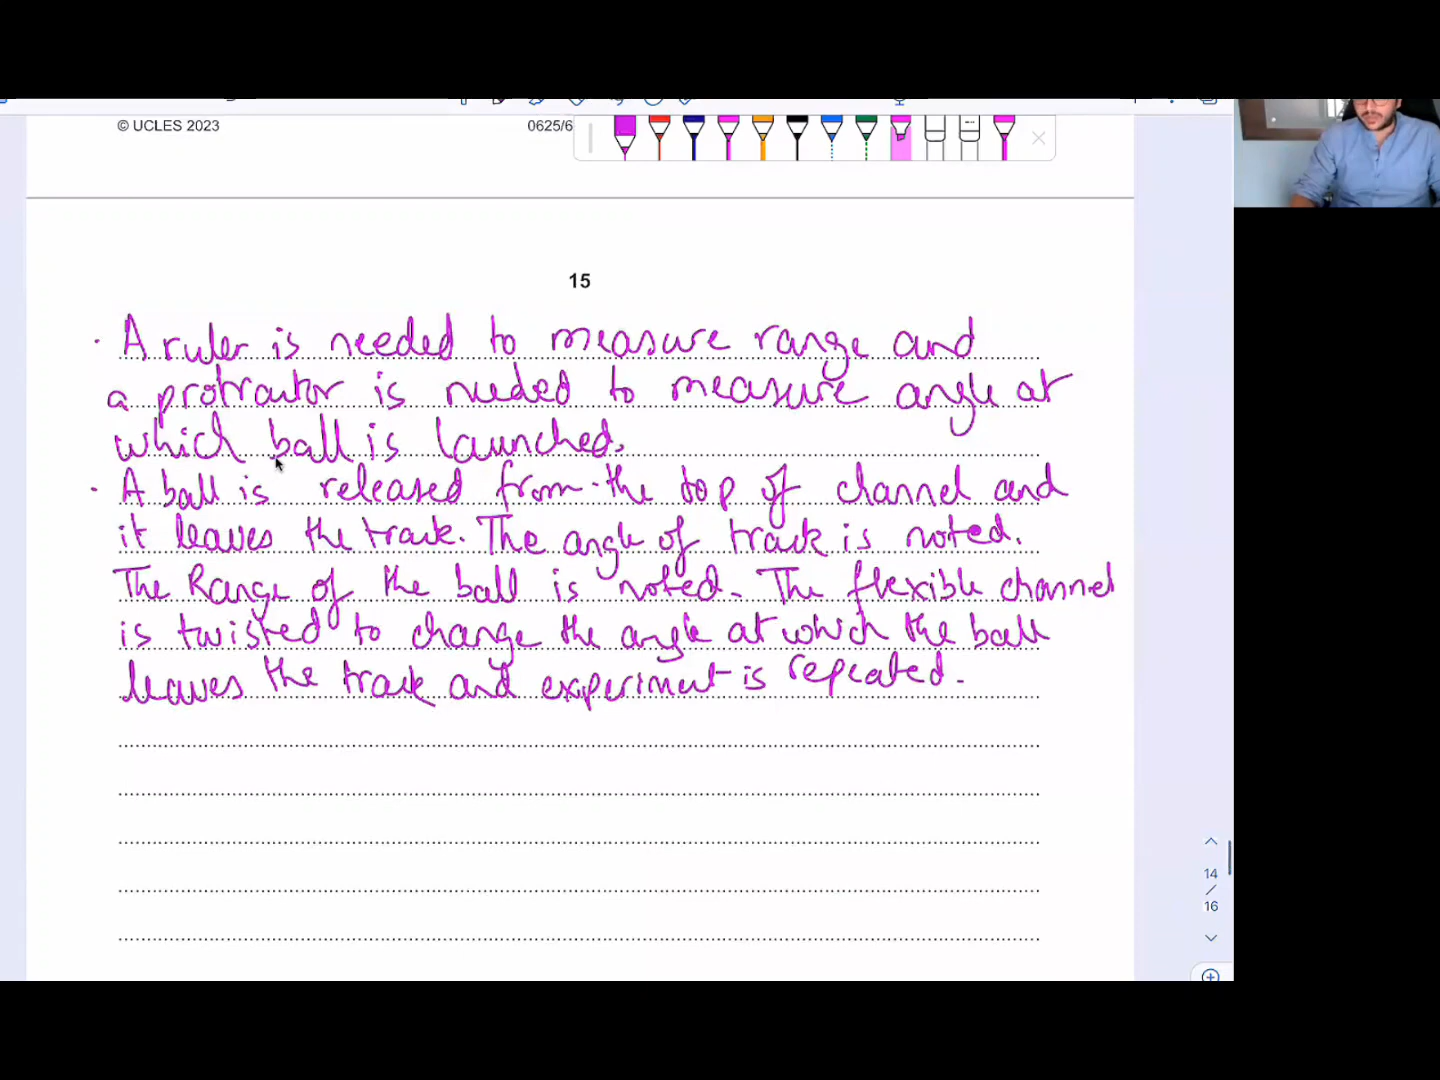 © UCLES 2023
0625/6
15
· A ruler is needed to measure range and
a protractor is needed to measure angle at
which ball is launched.
· A ball is released from the top of channel and
it leaves the track. The angle of track is noted.
The Range of the ball is noted. The flexible channel
is twisted to change the angle at which the ball
leaves the track and experiment is repeated.
14
/
16